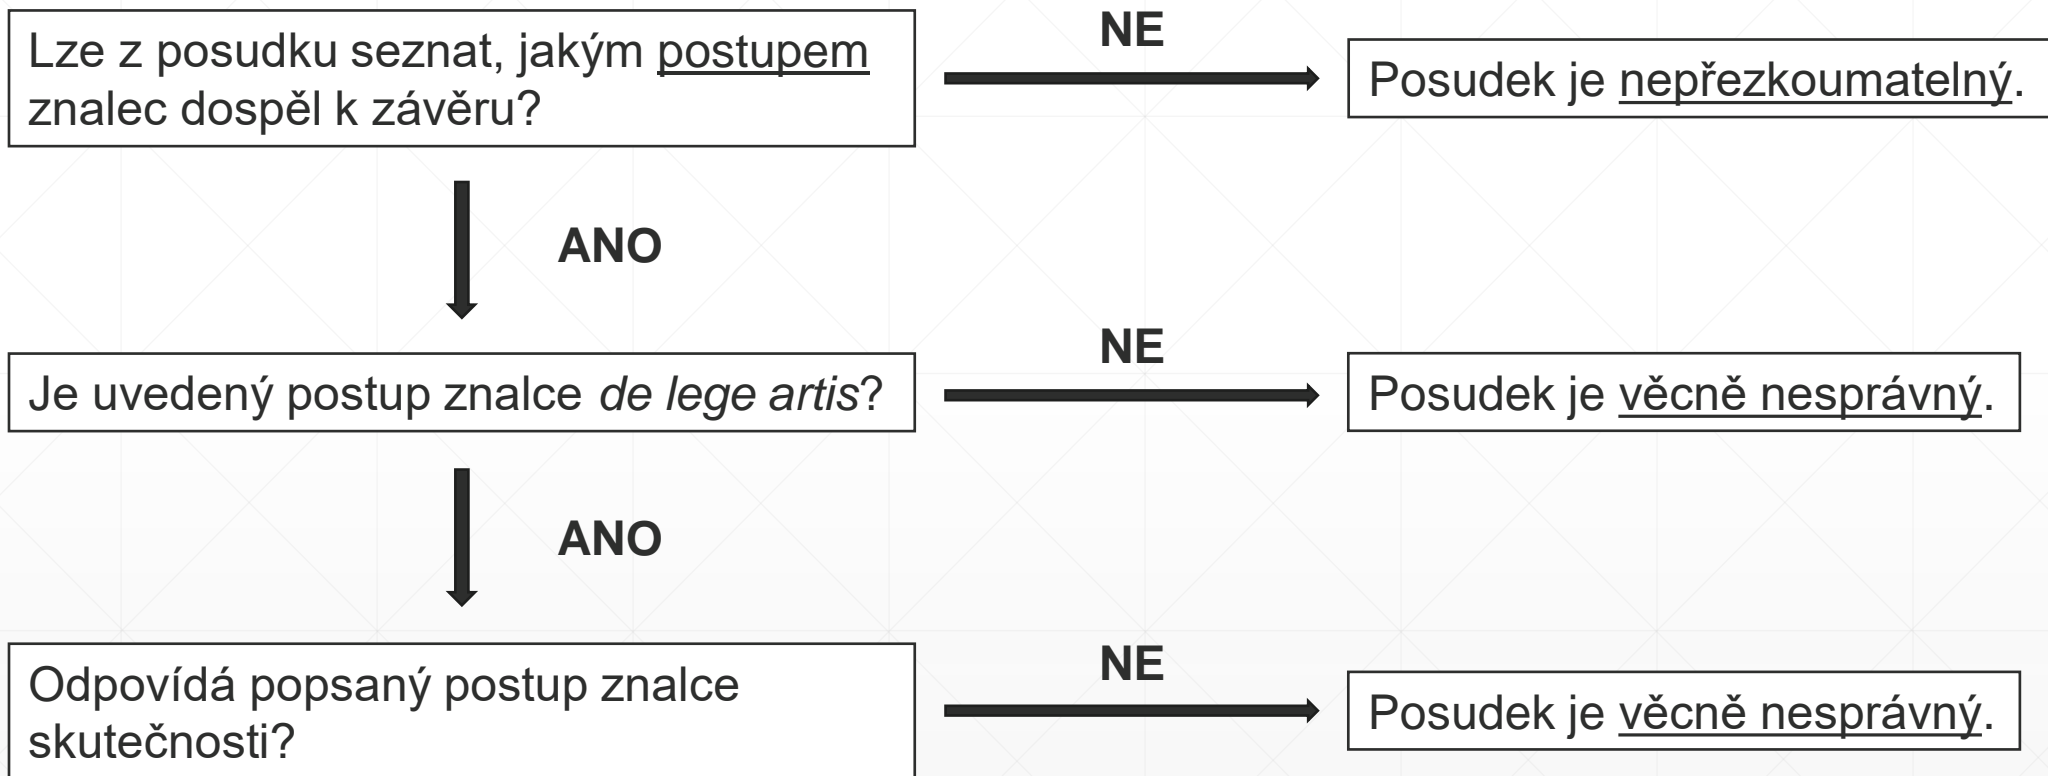 Lze z posudku seznat, jakým postupem
znalec dospěl k závěru?
NE
Posudek je nepřezkoumatelný.
ANO
Je uvedený postup znalce de lege artis?
NE
Posudek je věcně nesprávný.
ANO
Odpovídá popsaný postup znalce
skutečnosti?
NE
Posudek je věcně nesprávný.